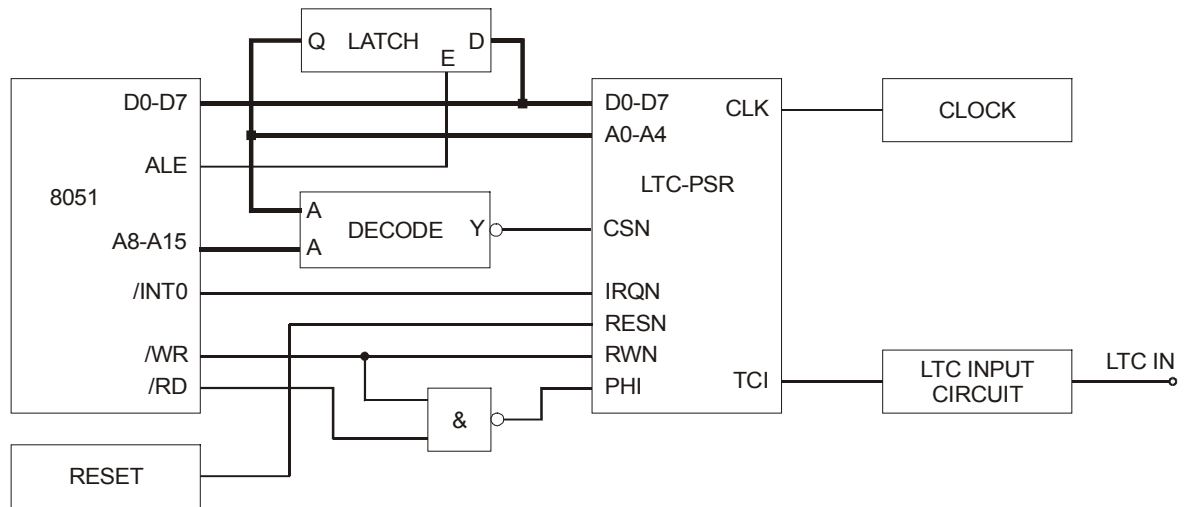 Q LATCH D
E
D0-D7
ALE
8051
A8-A15
/INT0
/WR
/RD
RESET
A
A
DECODE Y
&
D0-D7
A0-A4
LTC-PSR
CSN
IRQN
RESN
RWN
PHI
CLK
TCI
CLOCK
LTC INPUT
CIRCUIT
LTC IN